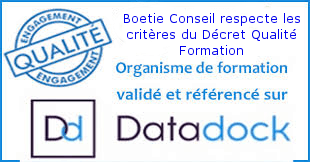 ENGAGEMENT
QUALITÉ
ENGAGEMENT
Boetie Conseil respecte les
critères du Décret Qualité
Formation
Organisme de formation
validé et référencé sur
Dd Datadock